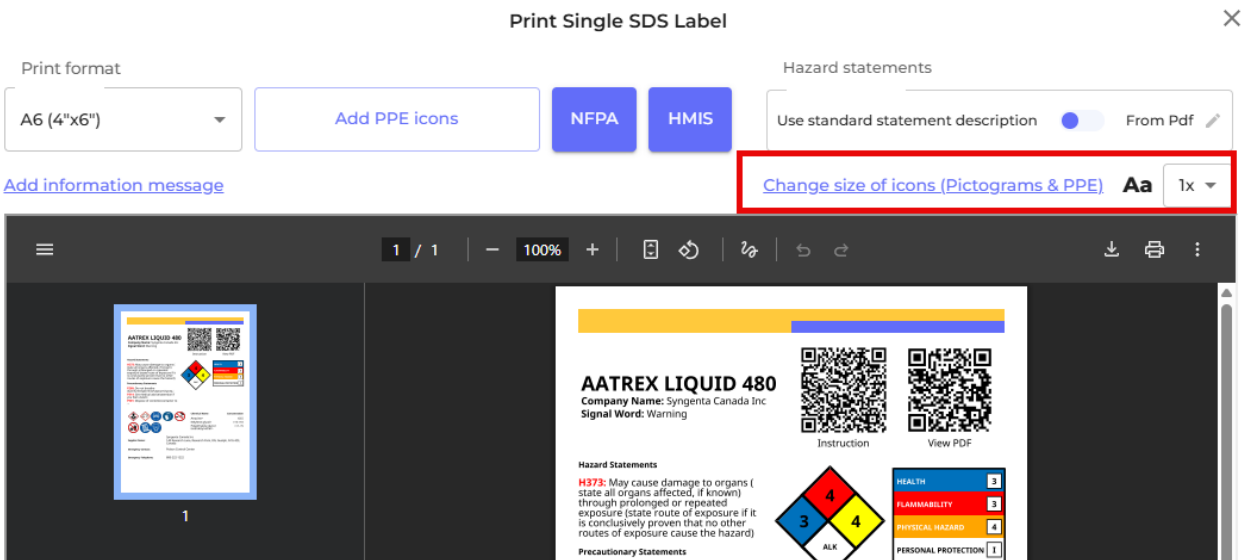 Print Single SDS Label
Print format
Hazard statements
A6 (4"x6")
Add PPE icons
NFPA
HMIS
Use standard statement description
From Pdf
Add information message
Change size of icons (Pictograms & PPE)
Aa
1x
1 / 1
100%
AATREX LIQUID 480
Company Name: Syngenta Canada Inc
Signal Word: Warning
Instruction
View PDF
Hazard Statements
H373: May cause damage to organs (
state all organs affected, if known)
through prolonged or repeated
exposure (state route of exposure if it
is conclusively proven that no other
routes of exposure cause the hazard)
Precautionary Statements
4
3
4
ALK
HEALTH 3
FLAMMABILITY 3
PHYSICAL HAZARD 4
PERSONAL PROTECTION I
AATREX LIQUID 480
1